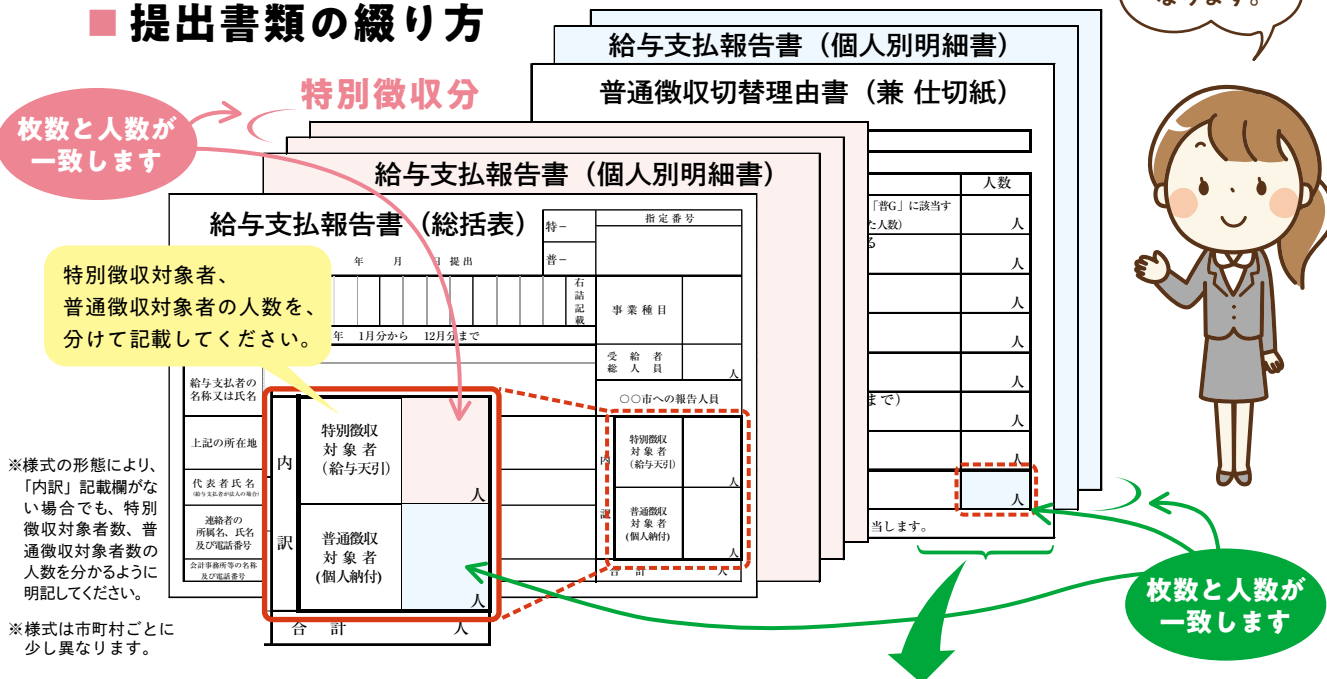 ■ 提出書類の綴り方
なります。
給与支払報告書（個人別明細書）
普通徴収切替理由書（兼 仕切紙）
特別徴収分
枚数と人数が
一致します
給与支払報告書（個人別明細書）
給与支払報告書（総括表）
特－
普－
指定番号
年 月 日提出
右詰記載
事業種目
年 1月分から 12月分まで
受給者
総人員
人
○○市への報告人員
特別徴収対象者、
普通徴収対象者の人数を、
分けて記載してください。
給与支払者の
名称又は氏名
上記の所在地
代表者氏名
(給与支払者が法人の場合)
連絡者の
所属名、氏名
及び電話番号
会計事務所等の名称
及び電話番号
内訳
特別徴収
対象者
（給与天引）
人
普通徴収
対象者
(個人納付)
人
合計 人
内訳
特別徴収
対象者
（給与天引）
人
普通徴収
対象者
(個人納付)
人
合計 人
人数
「普G」に該当す
た人数）
人
る
人
人
人
人
まで）
人
人
人
当します。
※様式の形態により、
「内訳」記載欄がな
い場合でも、特別
徴収対象者数、普
通徴収対象者数の
人数を分かるように
明記してください。
※様式は市町村ごとに
少し異なります。
枚数と人数が
一致します